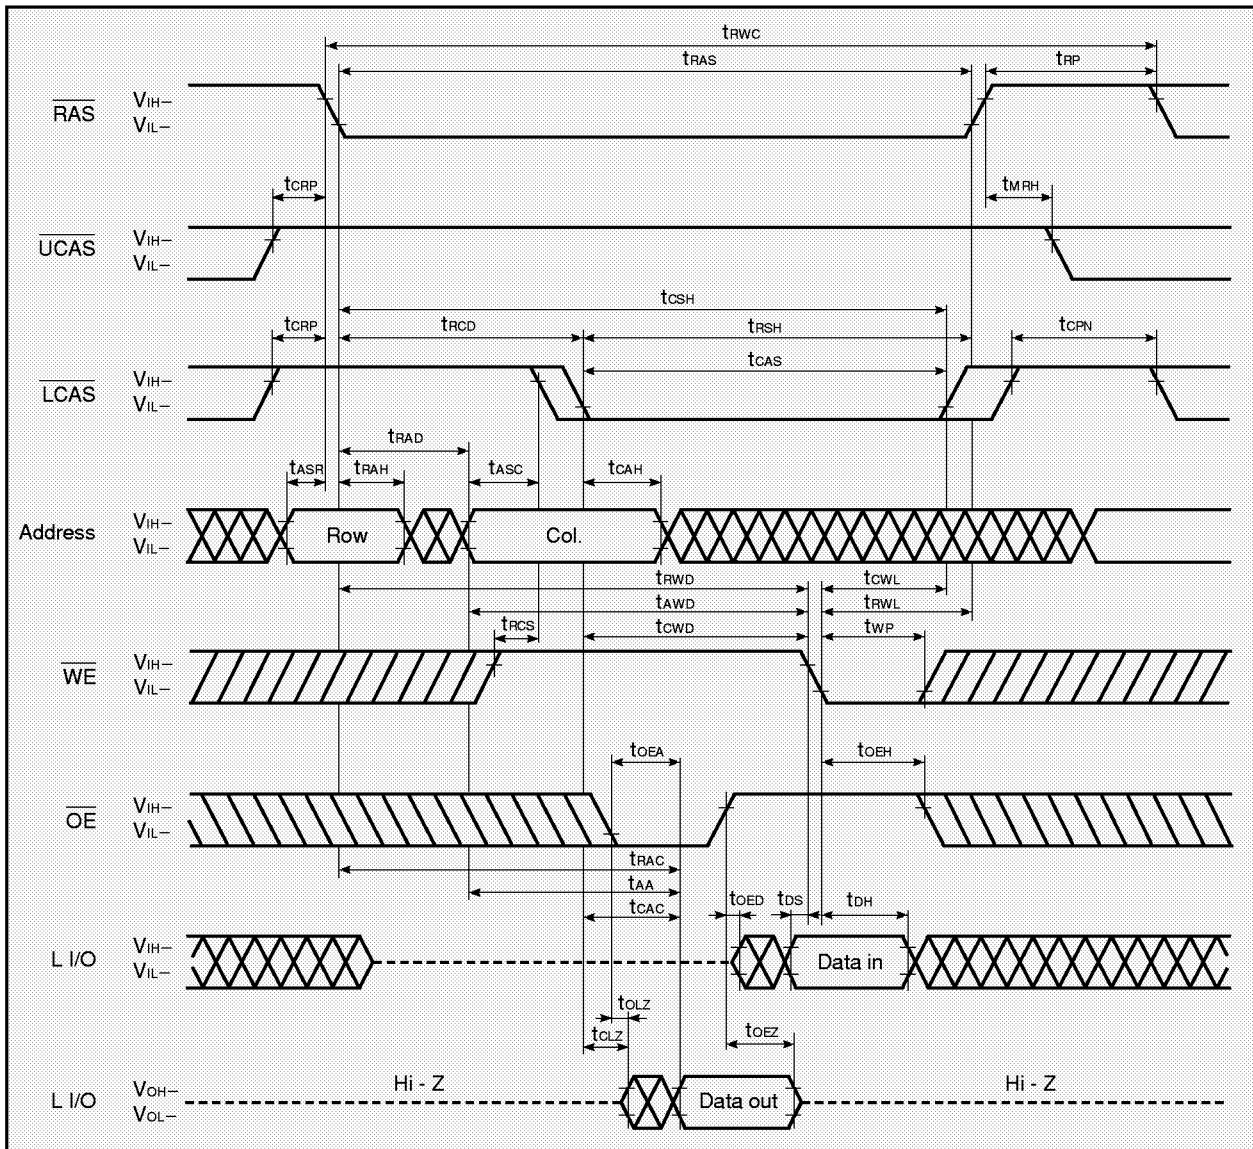 tRWC
tRAS
tRP
RAS
VIH–
VIL–
tCRP
tMRH
UCAS
VIH–
VIL–
tCSH
tCRP
tRCD
tRSH
tCPN
tCAS
LCAS
VIH–
VIL–
tRAD
tASR
tRAH
tASC
tCAH
Address
VIH–
VIL–
Row
Col.
tRWD
tCWL
tAWD
tRWL
tRCS
tCWD
tWP
WE
VIH–
VIL–
tOEA
tOEH
OE
VIH–
VIL–
tRAC
tAA
tCAC
tOED
tDS
tDH
L I/O
VIH–
VIL–
Data in
tOLZ
tCLZ
tOEZ
L I/O
VOH–
VOL–
Hi - Z
Data out
Hi - Z